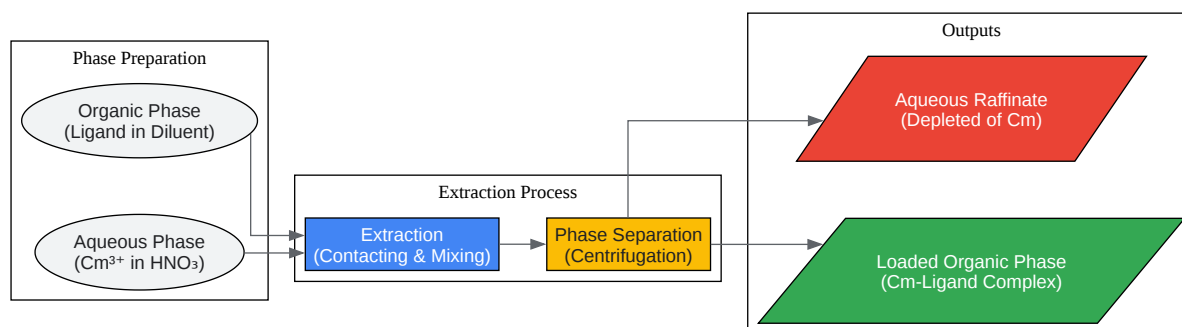 Phase Preparation
Organic Phase
(Ligand in Diluent)
Aqueous Phase
(Cm³⁺ in HNO₃)
Extraction Process
Extraction
(Contacting & Mixing)
Phase Separation
(Centrifugation)
Outputs
Aqueous Raffinate
(Depleted of Cm)
Loaded Organic Phase
(Cm-Ligand Complex)